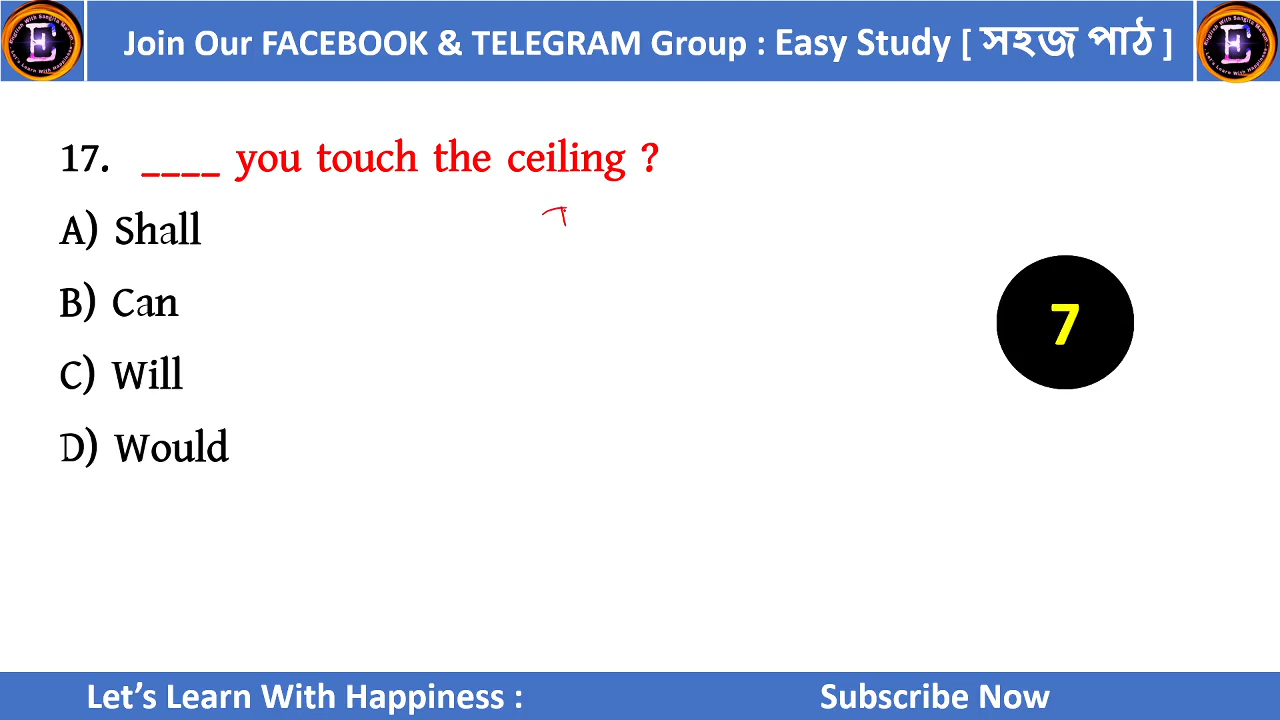 Join Our FACEBOOK & TELEGRAM Group : Easy Study [ সহজ পাঠ ]
17. ____ you touch the ceiling ?
A) Shall
B) Can
7
C) Will
D) Would
Let's Learn With Happiness :
Subscribe Now